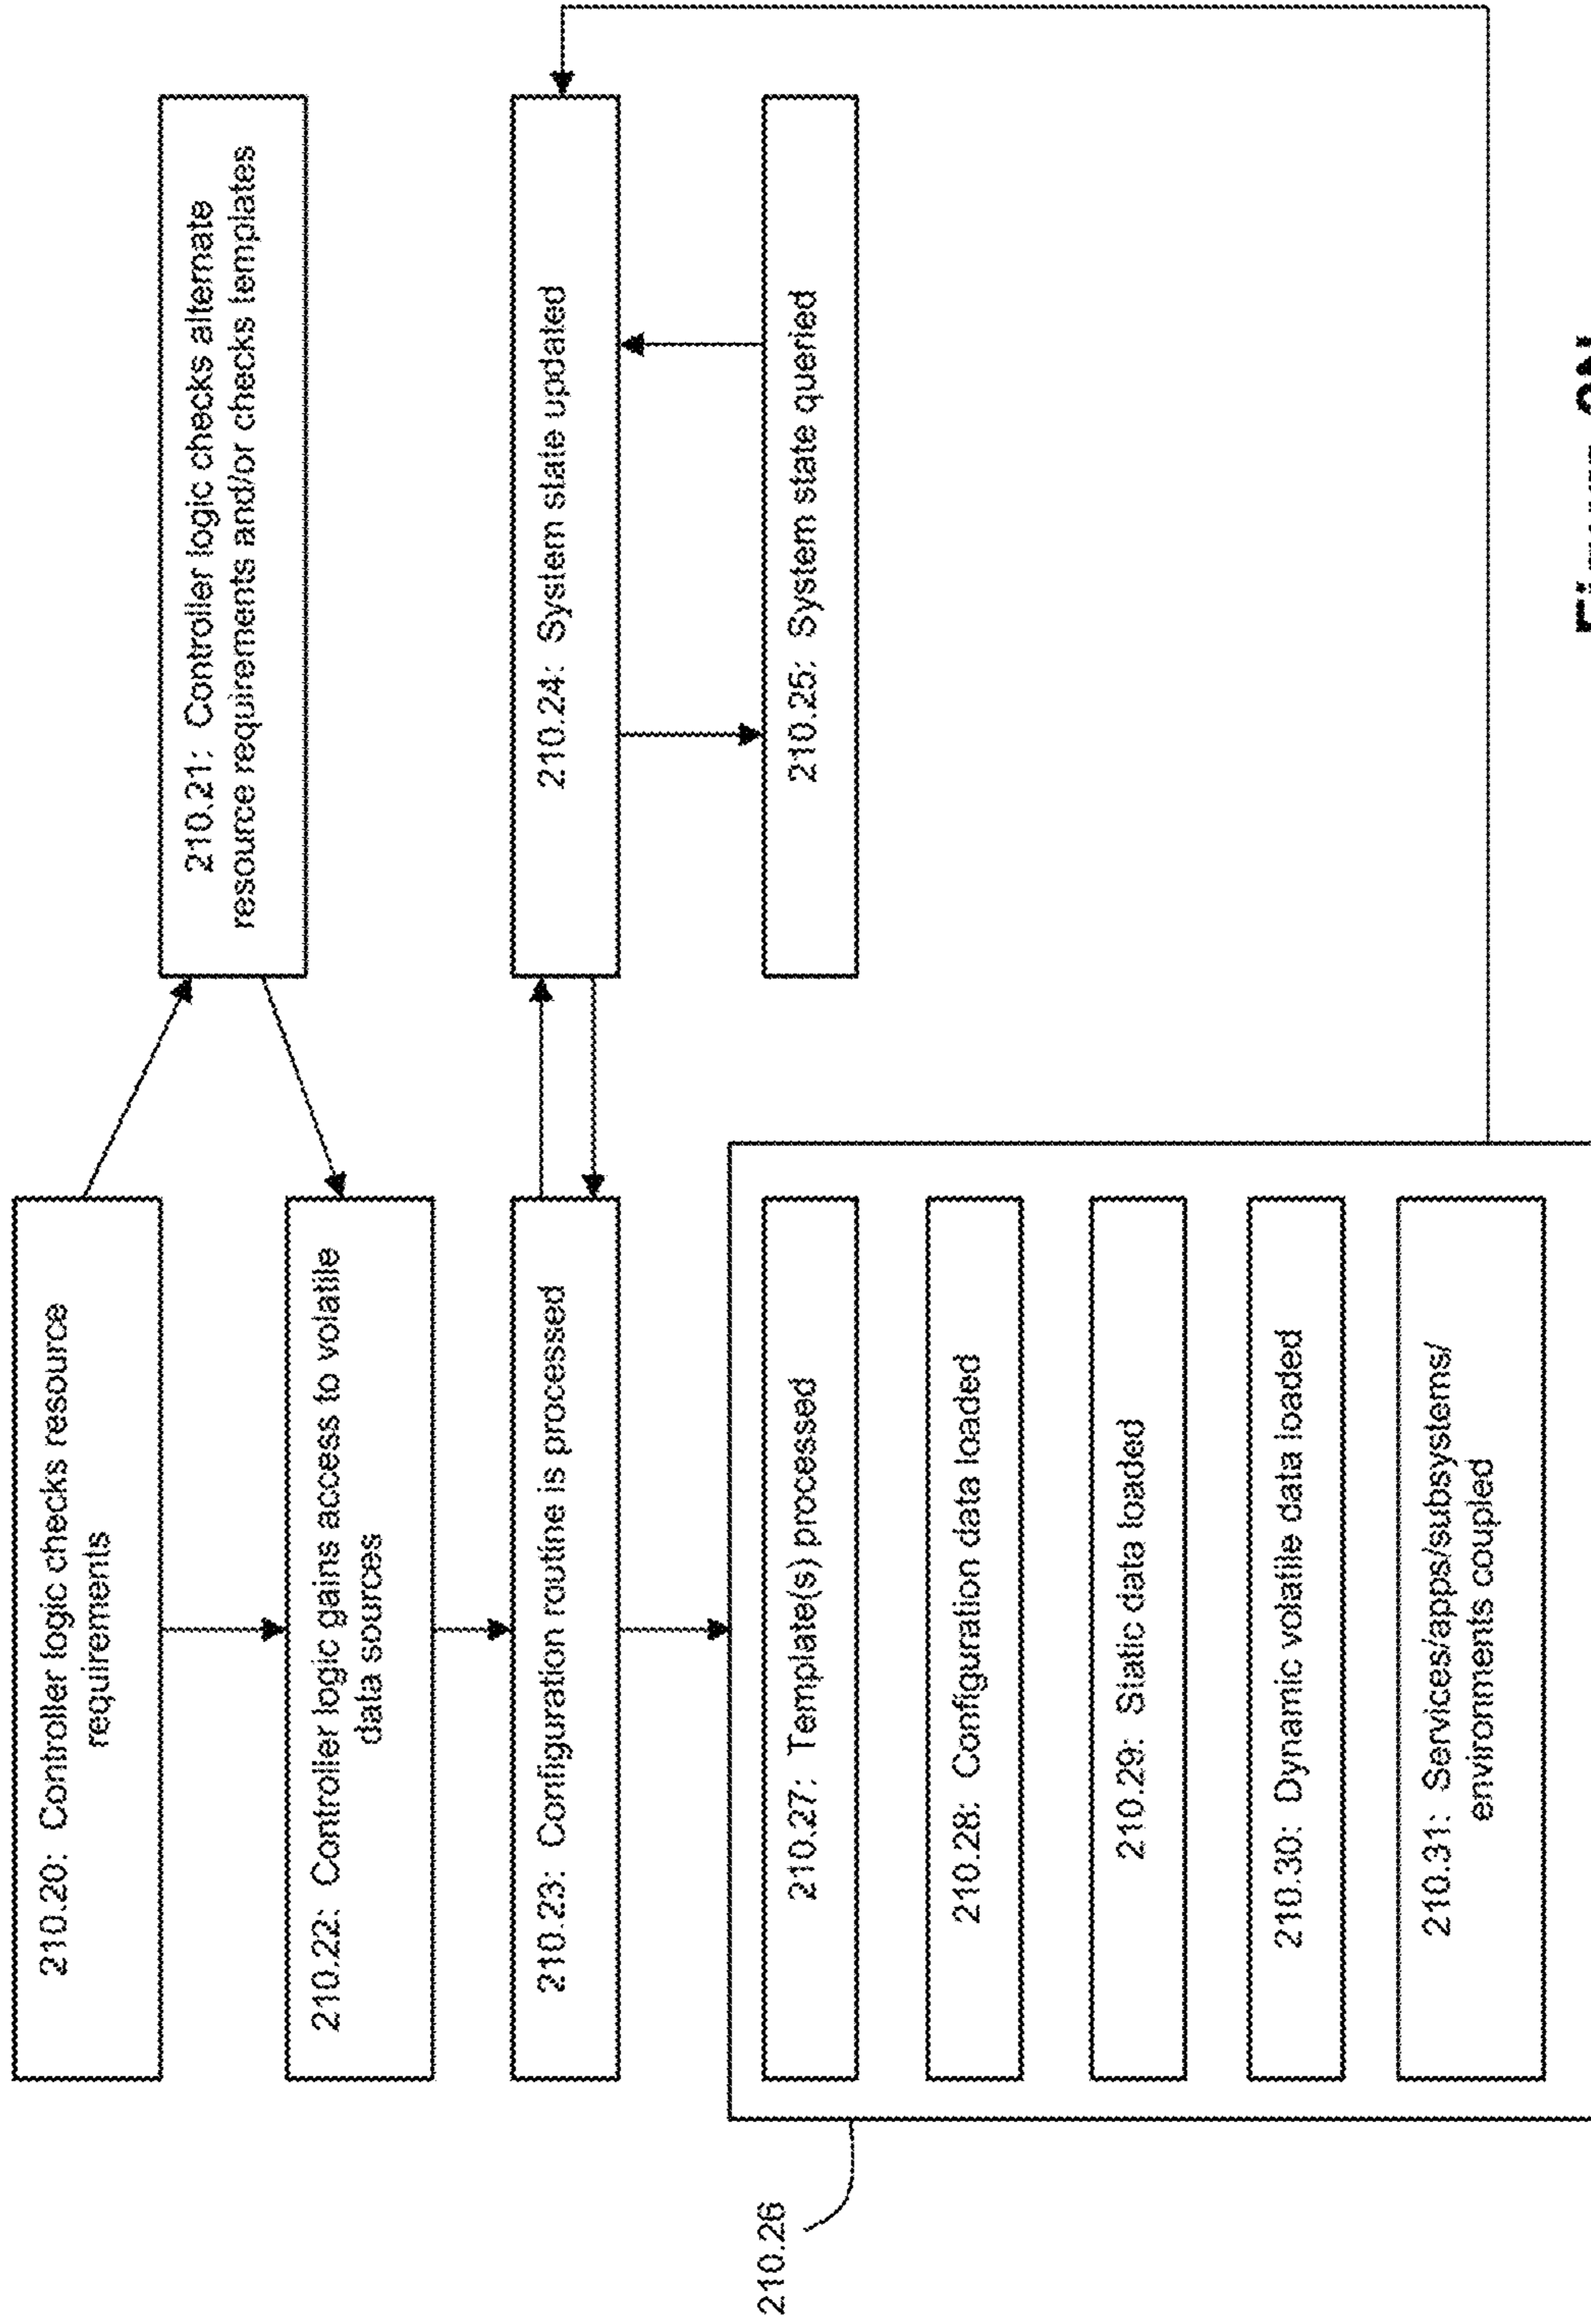 210.20: Controller logic checks resource
requirements
210.21: Controller logic checks alternate
resource requirements and/or checks templates
210.22: Controller logic gains access to volatile
data sources
210.23: Configuration routine is processed
210.24: System state updated
210.25: System state queried
210.26
210.27: Template(s) processed
210.28: Configuration data loaded
210.29: Static data loaded
210.30: Dynamic volatile data loaded
210.31: Services/apps/subsystems/
environments coupled